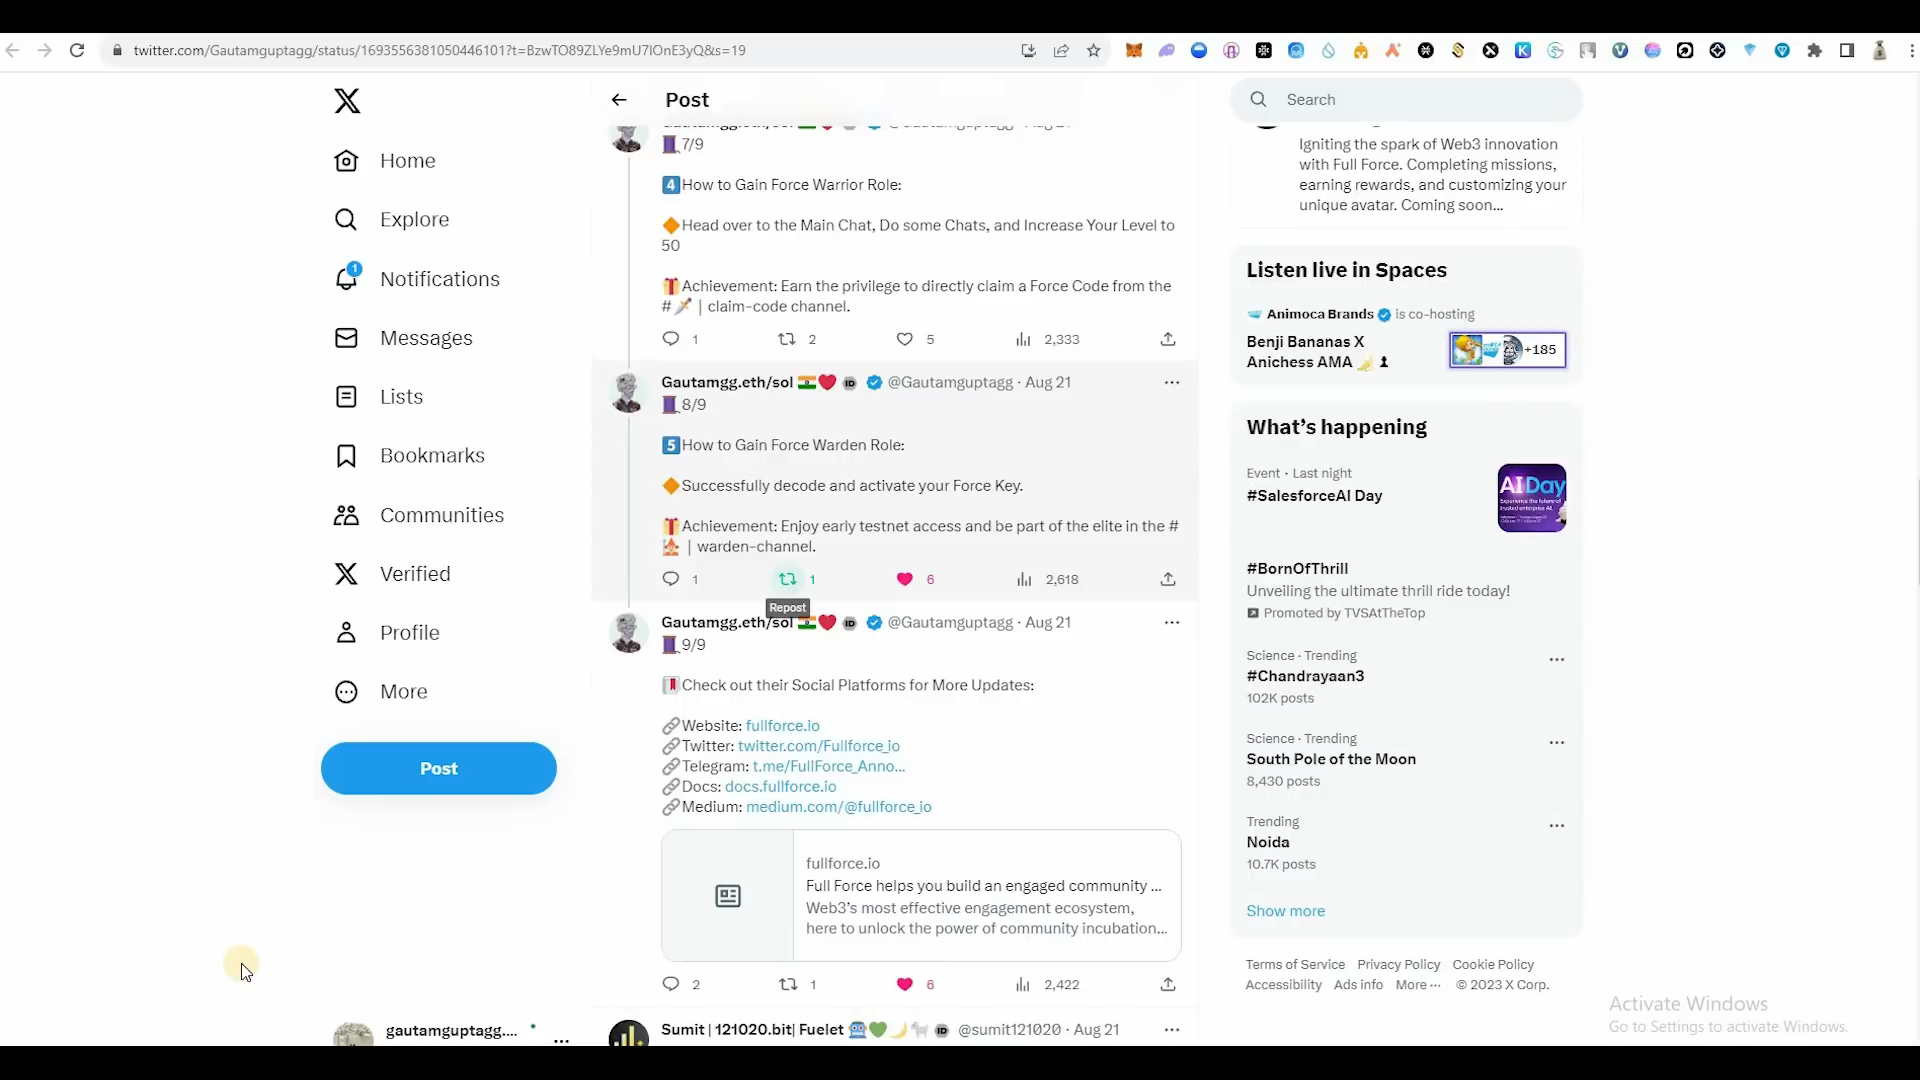 twitter.com/Gautamguptagg/status/1693556381050446101?t=BzwTO89ZLYe9mU7lOnE3yQ&s=19
Home
Explore
1
Notifications
Messages
Lists
Bookmarks
Communities
Verified
Profile
More
Post
gautamguptagg....
Post
Gautamgg.eth/sol @Gautamguptagg · Aug 21
7/9
4 How to Gain Force Warrior Role:
Head over to the Main Chat, Do some Chats, and Increase Your Level to
50
Achievement: Earn the privilege to directly claim a Force Code from the
# | claim-code channel.
1 2 5 2,333
Gautamgg.eth/sol ID @Gautamguptagg · Aug 21
8/9
5 How to Gain Force Warden Role:
Successfully decode and activate your Force Key.
Achievement: Enjoy early testnet access and be part of the elite in the #
| warden-channel.
1 1 6 2,618
Repost
Gautamgg.eth/sol ID @Gautamguptagg · Aug 21
9/9
Check out their Social Platforms for More Updates:
Website: fullforce.io
Twitter: twitter.com/Fullforce_io
Telegram: t.me/FullForce_Anno...
Docs: docs.fullforce.io
Medium: medium.com/@fullforce_io
fullforce.io
Full Force helps you build an engaged community ...
Web3's most effective engagement ecosystem,
here to unlock the power of community incubation...
2 1 6 2,422
Sumit | 121020.bit| Fuelet ID @sumit121020 · Aug 21
Search
Igniting the spark of Web3 innovation
with Full Force. Completing missions,
earning rewards, and customizing your
unique avatar. Coming soon...
Listen live in Spaces
Animoca Brands is co-hosting
Benji Bananas X
Anichess AMA
+185
What's happening
Event · Last night
#SalesforceAI Day
AI Day
#BornOfThrill
Unveiling the ultimate thrill ride today!
Promoted by TVSAtTheTop
Science · Trending
#Chandrayaan3
102K posts
Science · Trending
South Pole of the Moon
8,430 posts
Trending
Noida
10.7K posts
Show more
Terms of Service Privacy Policy Cookie Policy
Accessibility Ads info More ··· © 2023 X Corp.
Activate Windows
Go to Settings to activate Windows.